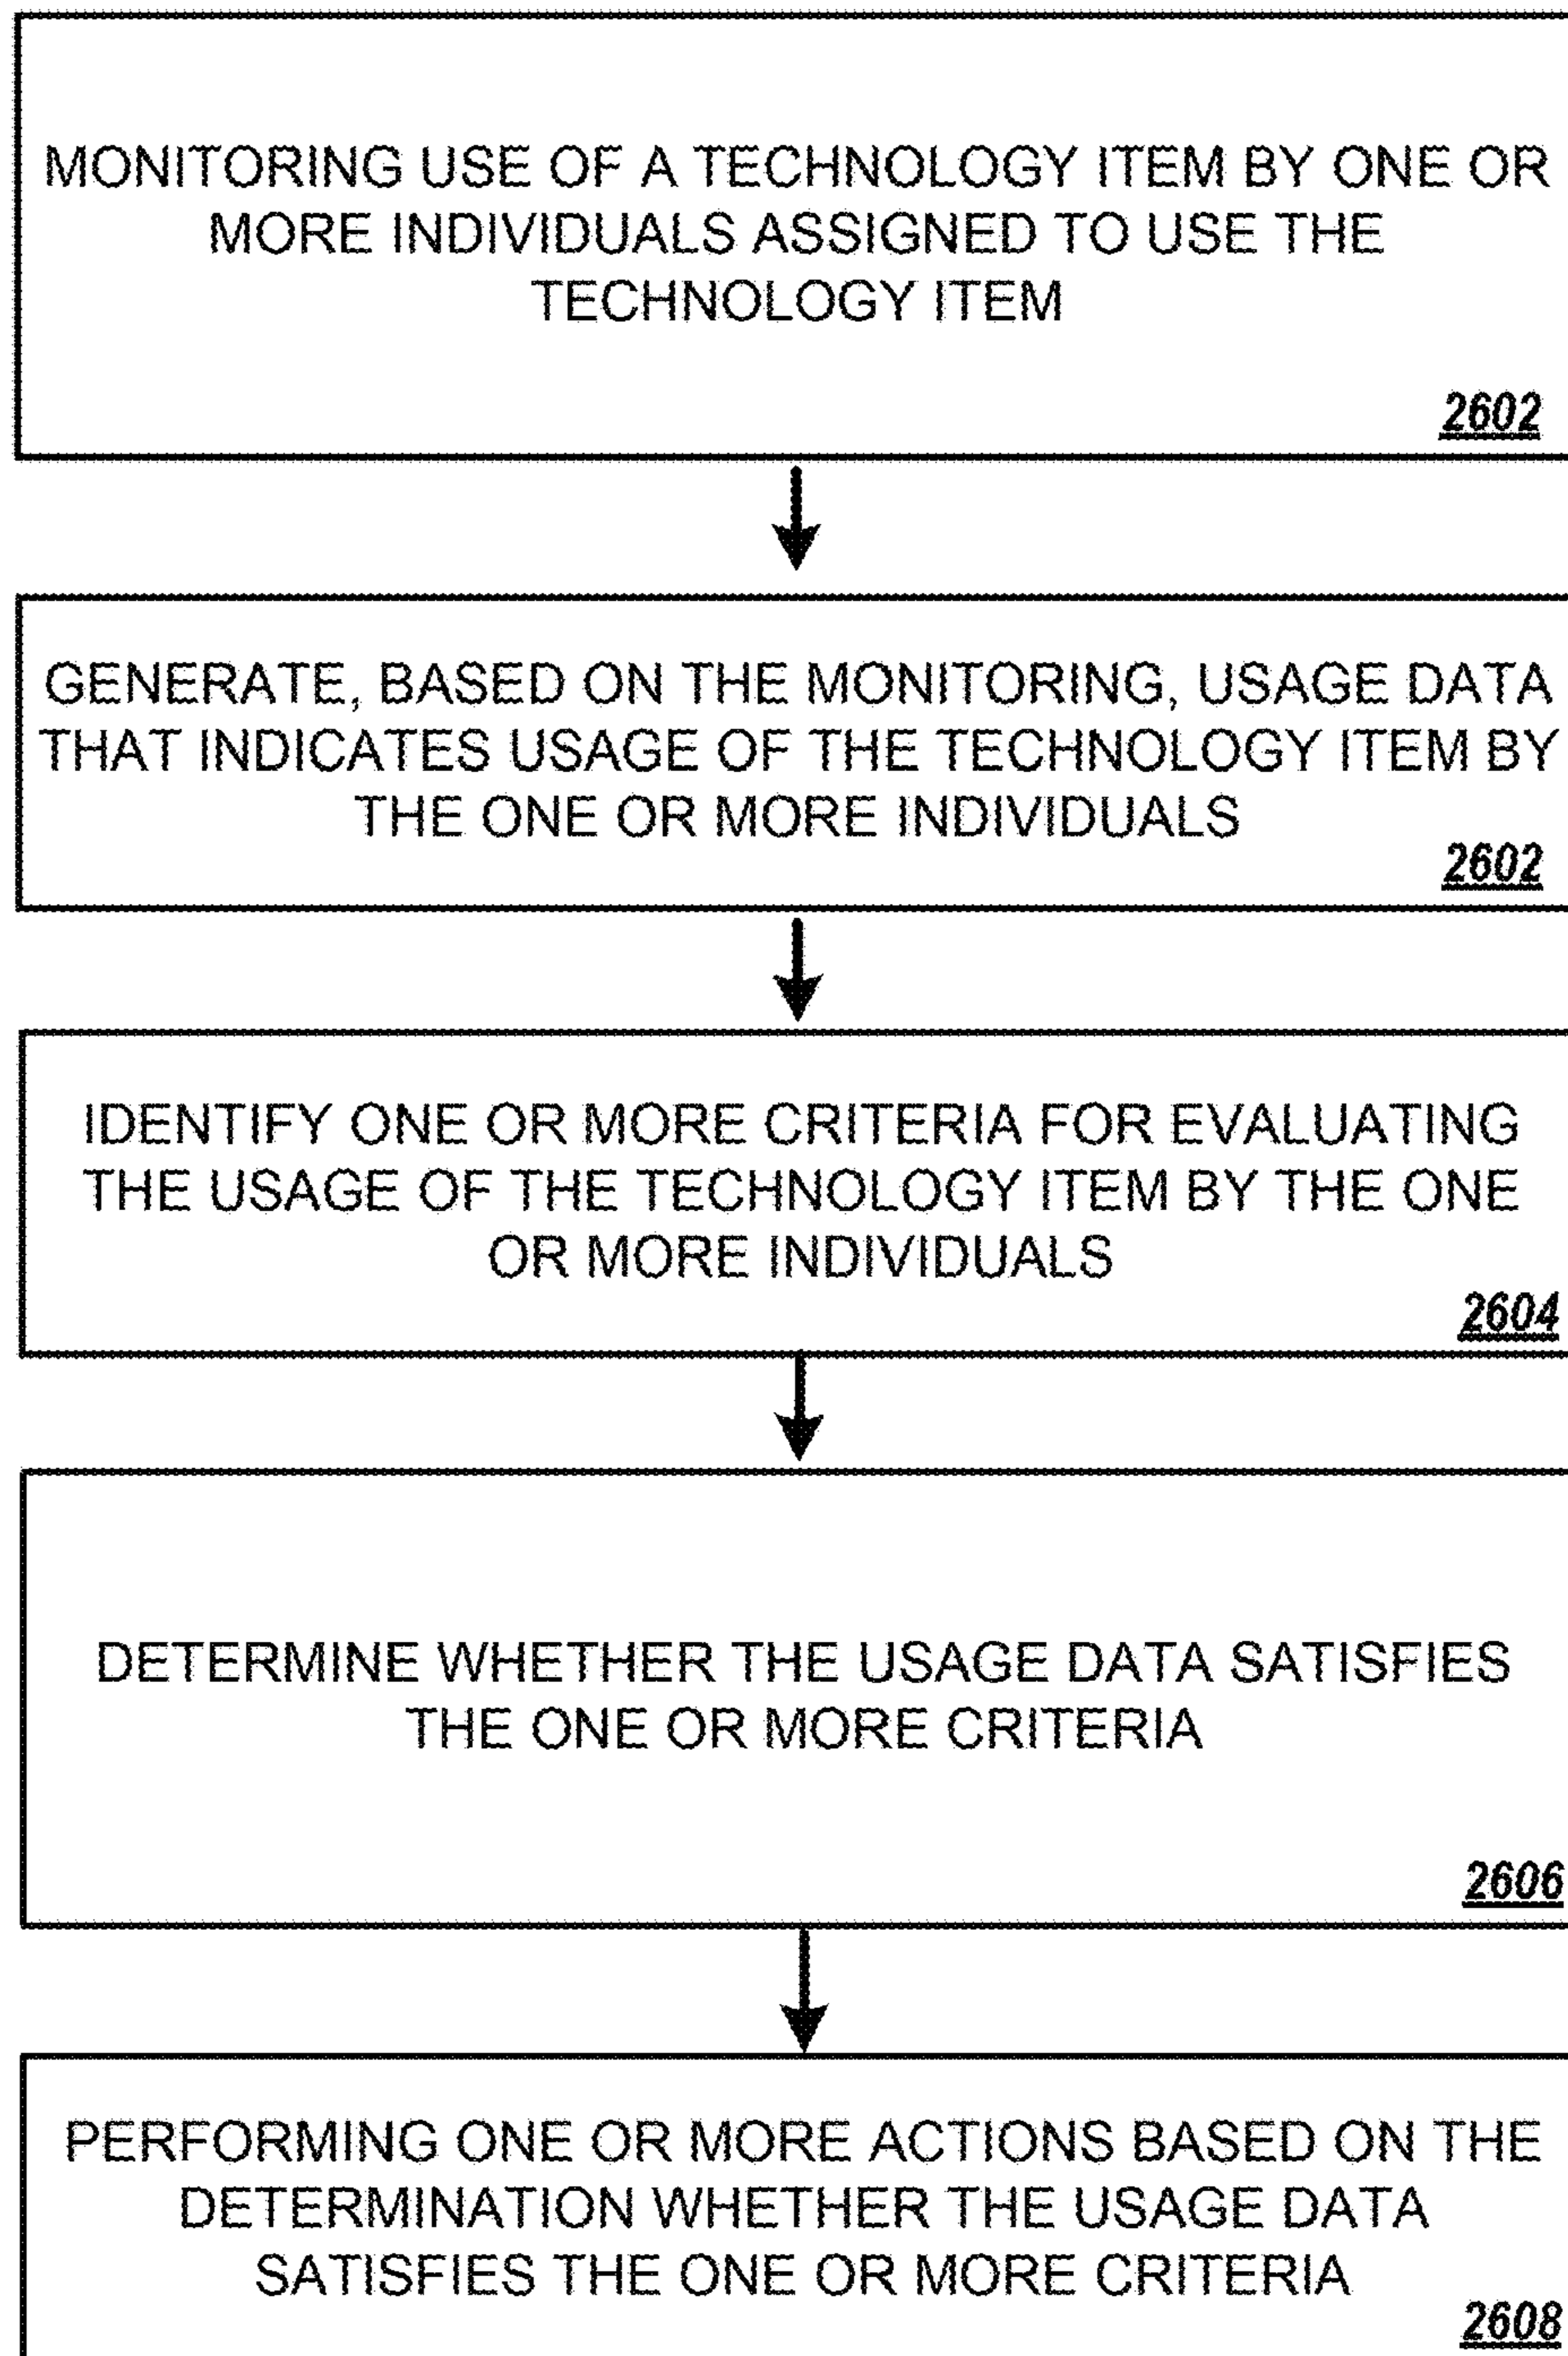 MONITORING USE OF A TECHNOLOGY ITEM BY ONE OR
MORE INDIVIDUALS ASSIGNED TO USE THE
TECHNOLOGY ITEM
2602
GENERATE, BASED ON THE MONITORING, USAGE DATA
THAT INDICATES USAGE OF THE TECHNOLOGY ITEM BY
THE ONE OR MORE INDIVIDUALS
2602
IDENTIFY ONE OR MORE CRITERIA FOR EVALUATING
THE USAGE OF THE TECHNOLOGY ITEM BY THE ONE
OR MORE INDIVIDUALS
2604
DETERMINE WHETHER THE USAGE DATA SATISFIES
THE ONE OR MORE CRITERIA
2606
PERFORMING ONE OR MORE ACTIONS BASED ON THE
DETERMINATION WHETHER THE USAGE DATA
SATISFIES THE ONE OR MORE CRITERIA
2608